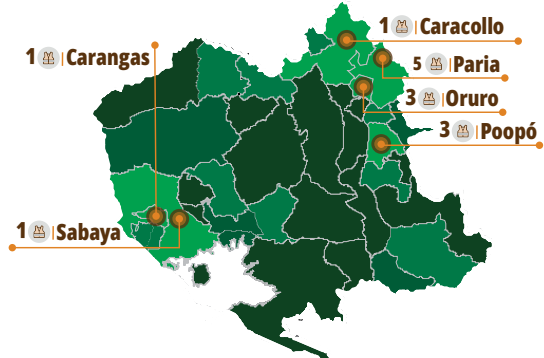 1 Caracollo
1 Carangas
5 Paria
3 Oruro
3 Poopó
1 Sabaya